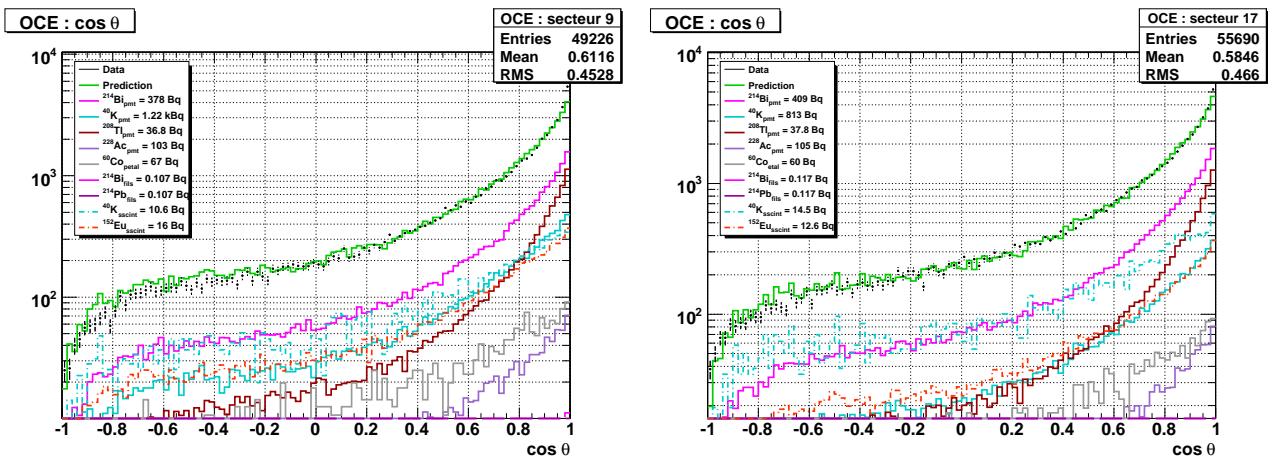 OCE : cos θ
OCE : secteur 9
Entries 49226
Mean 0.6116
RMS 0.4528
Data
Prediction
²¹⁴Bi_pmt = 378 Bq
⁴⁰K_pmt = 1.22 kBq
²⁰⁸Tl_pmt = 36.8 Bq
²²⁸Ac_pmt = 103 Bq
⁶⁰Co_petal = 67 Bq
²¹⁴Bi_fils = 0.107 Bq
²¹⁴Pb_fils = 0.107 Bq
⁴⁰K_sscint = 10.6 Bq
¹⁵²Eu_sscint = 16 Bq
10⁴
10³
10²
-1 -0.8 -0.6 -0.4 -0.2 0 0.2 0.4 0.6 0.8 1
cos θ
OCE : cos θ
OCE : secteur 17
Entries 55690
Mean 0.5846
RMS 0.466
Data
Prediction
²¹⁴Bi_pmt = 409 Bq
⁴⁰K_pmt = 813 Bq
²⁰⁸Tl_pmt = 37.8 Bq
²²⁸Ac_pmt = 105 Bq
⁶⁰Co_petal = 60 Bq
²¹⁴Bi_fils = 0.117 Bq
²¹⁴Pb_fils = 0.117 Bq
⁴⁰K_sscint = 14.5 Bq
¹⁵²Eu_sscint = 12.6 Bq
10⁴
10³
10²
-1 -0.8 -0.6 -0.4 -0.2 0 0.2 0.4 0.6 0.8 1
cos θ